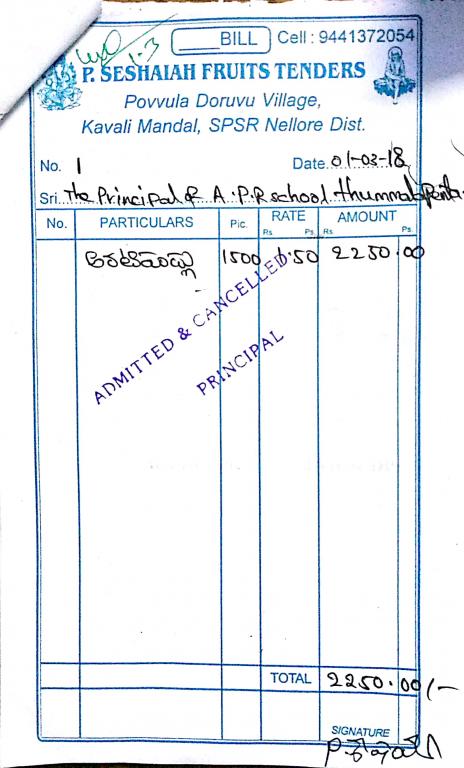 BILL Cell : 9441372054
1-3
P. SESHAIAH FRUITS TENDERS
Povvula Doruvu Village,
Kavali Mandal, SPSR Nellore Dist.
No. 1 Date. 01-03-18
Sri. The Principal of A.P.R school. thummalapenta.
No. PARTICULARS Pic. RATE AMOUNT
Rs Ps. Rs Ps.
అరటిపండ్లు 1500 1.50 2250.00
ADMITTED & CANCELLED
PRINCIPAL
TOTAL 2250.00/-
SIGNATURE